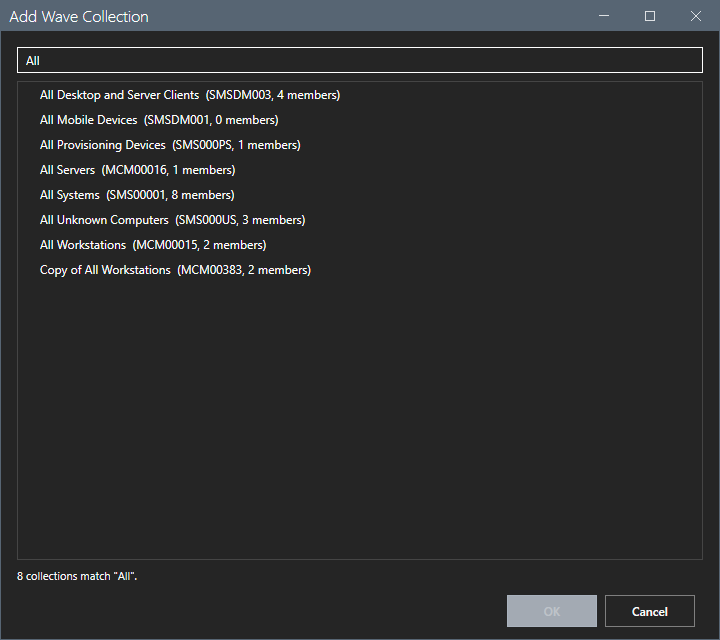 Add Wave Collection
All
All Desktop and Server Clients (SMSDM003, 4 members)
All Mobile Devices (SMSDM001, 0 members)
All Provisioning Devices (SMS000PS, 1 members)
All Servers (MCM00016, 1 members)
All Systems (SMS00001, 8 members)
All Unknown Computers (SMS000US, 3 members)
All Workstations (MCM00015, 2 members)
Copy of All Workstations (MCM00383, 2 members)
8 collections match "All".
OK Cancel